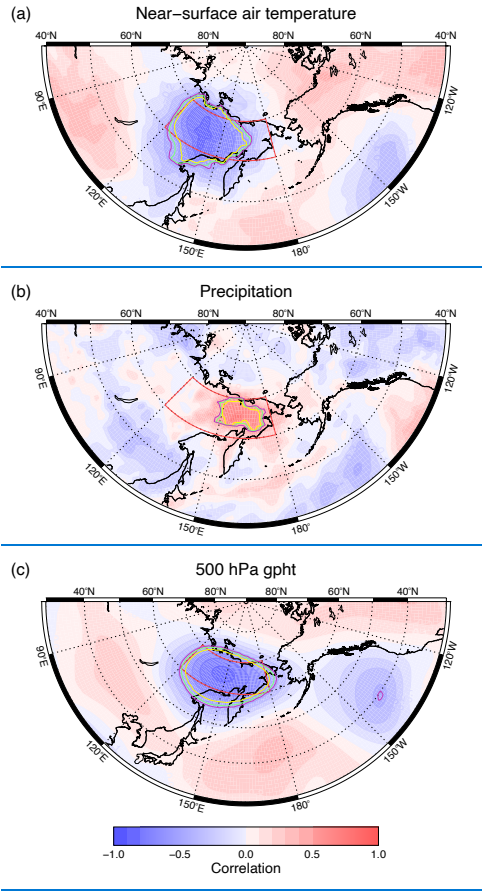 (a) Near−surface air temperature
40˚N 60˚N 80˚N 80˚N 60˚N 40˚N
90˚E 120˚W
120˚E 150˚W
150˚E 180˚
(b) Precipitation
40˚N 60˚N 80˚N 80˚N 60˚N 40˚N
90˚E 120˚W
120˚E 150˚W
150˚E 180˚
(c) 500 hPa gpht
40˚N 60˚N 80˚N 80˚N 60˚N 40˚N
90˚E 120˚W
120˚E 150˚W
150˚E 180˚
−1.0 −0.5 0.0 0.5 1.0
Correlation